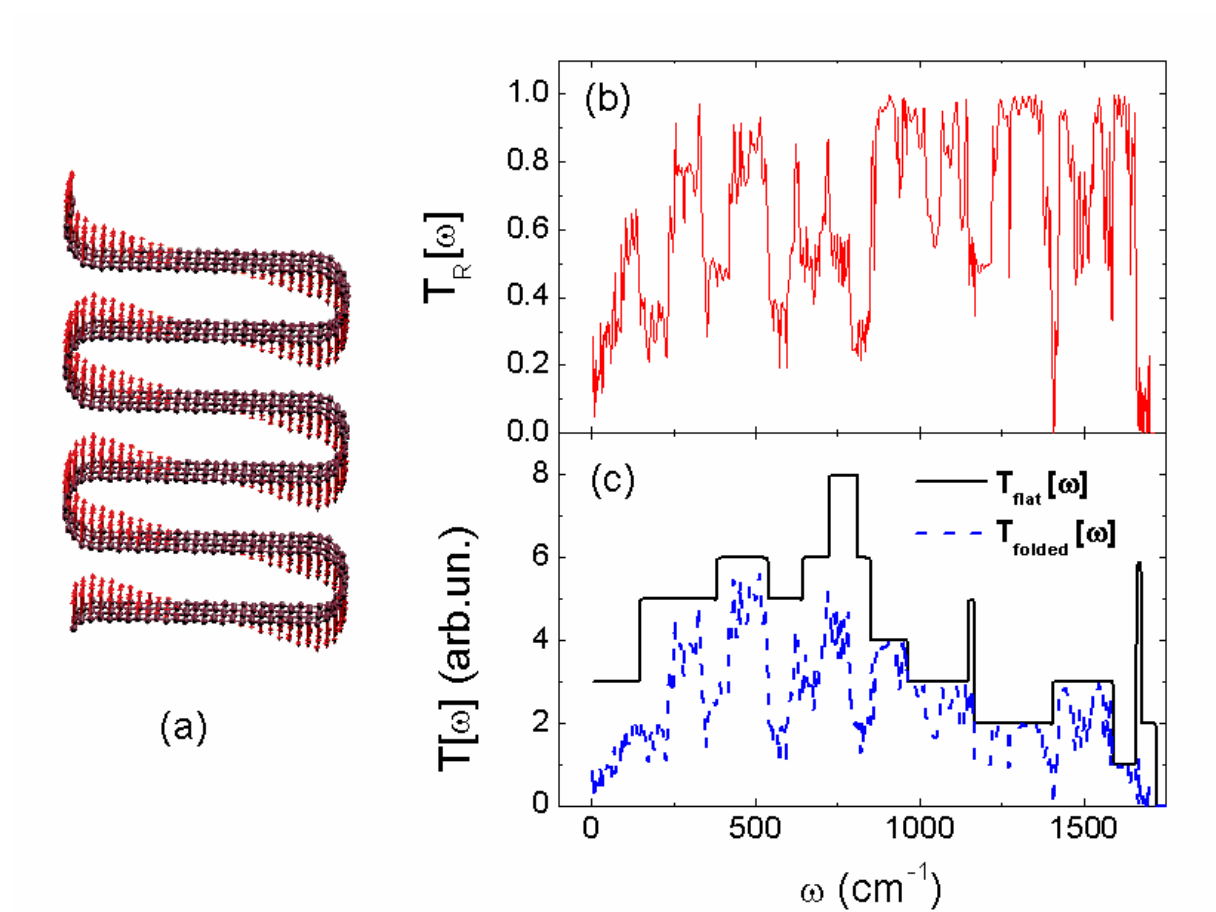 (a)
(b)
1.0
0.8
0.6
0.4
0.2
0.0
T_R [ω]
(c)
8
6
4
2
0
T[ω] (arb.un.)
T_flat [ω]
T_folded [ω]
0 500 1000 1500
ω (cm⁻¹)